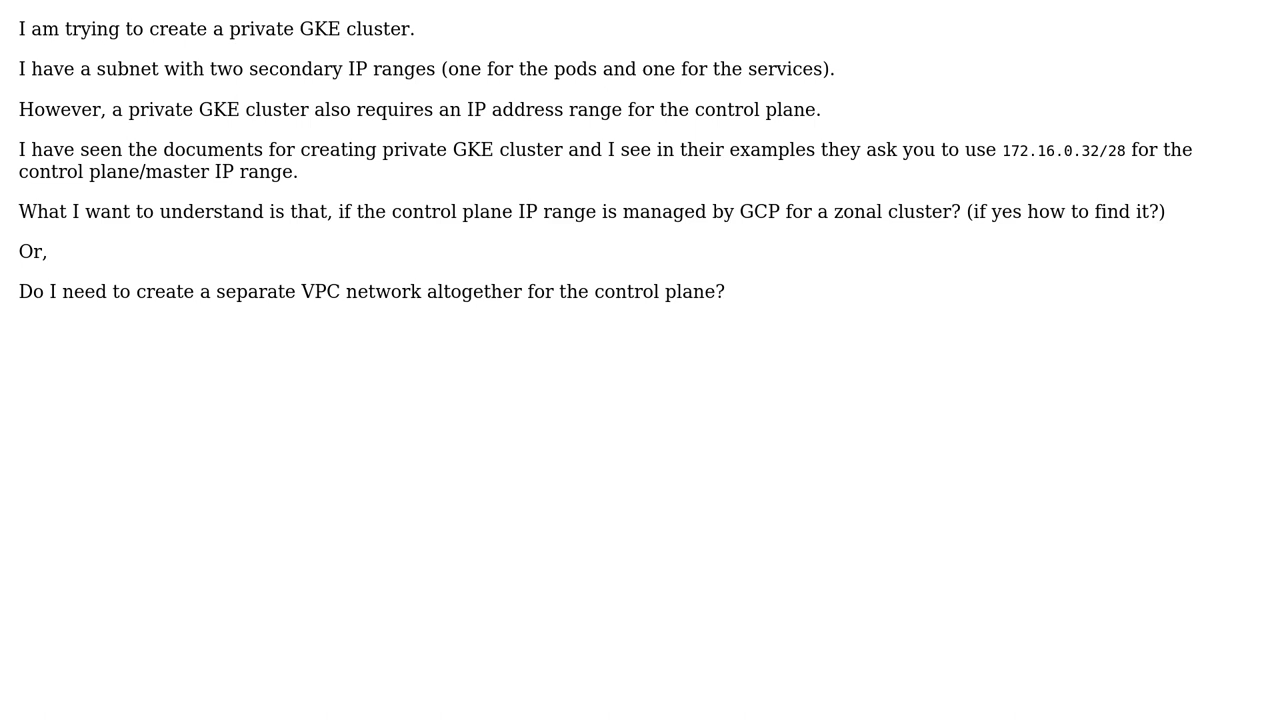 I am trying to create a private GKE cluster.
I have a subnet with two secondary IP ranges (one for the pods and one for the services).
However, a private GKE cluster also requires an IP address range for the control plane.
I have seen the documents for creating private GKE cluster and I see in their examples they ask you to use 172.16.0.32/28 for the
control plane/master IP range.
What I want to understand is that, if the control plane IP range is managed by GCP for a zonal cluster? (if yes how to find it?)
Or,
Do I need to create a separate VPC network altogether for the control plane?